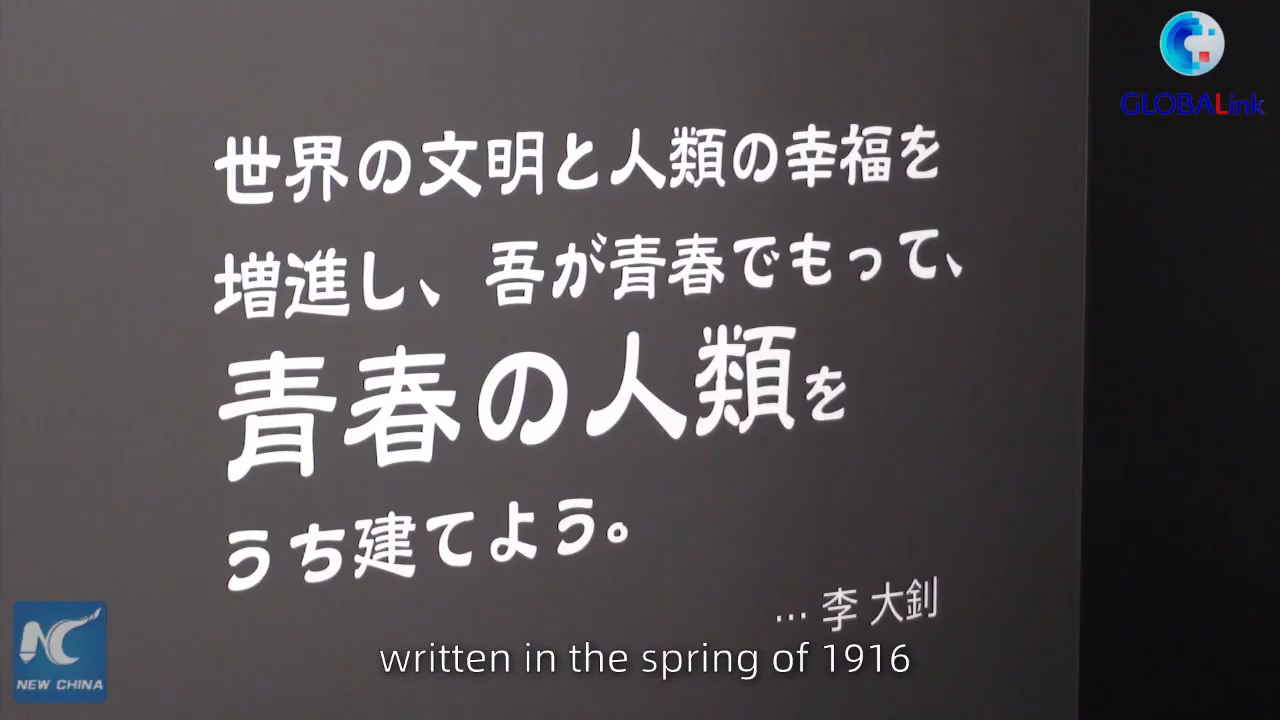 GLOBALink
世界の文明と人類の幸福を
増進し、吾が青春でもって、
青春の人類を
うち建てよう。
… 李 大釗
written in the spring of 1916
NC
NEW CHINA